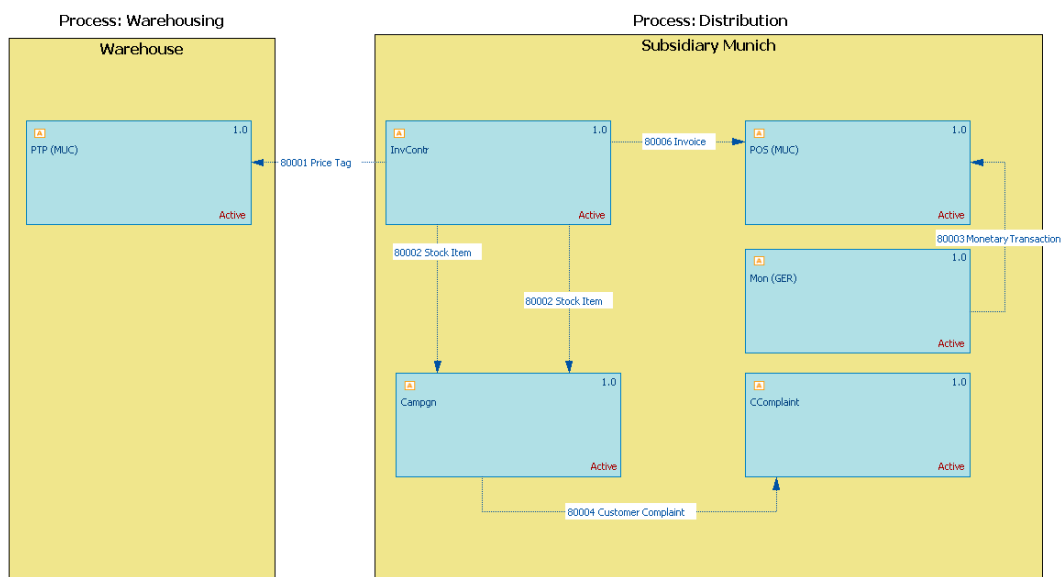 Process: Warehousing
Process: Distribution
Warehouse
Subsidiary Munich
A
1.0
PTP (MUC)
Active
A
1.0
InvContr
Active
A
1.0
POS (MUC)
Active
80006 Invoice
80001 Price Tag
80003 Monetary Transaction
80002 Stock Item
80002 Stock Item
A
1.0
Mon (GER)
Active
A
1.0
Campgn
Active
A
1.0
CComplaint
Active
80004 Customer Complaint